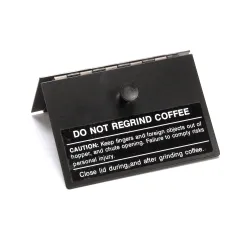 DO NOT REGRIND COFFEE
CAUTION: Keep fingers and foreign objects out of
hopper, and chute opening. Failure to comply risks
personal injury.
Close lid during and after grinding coffee.